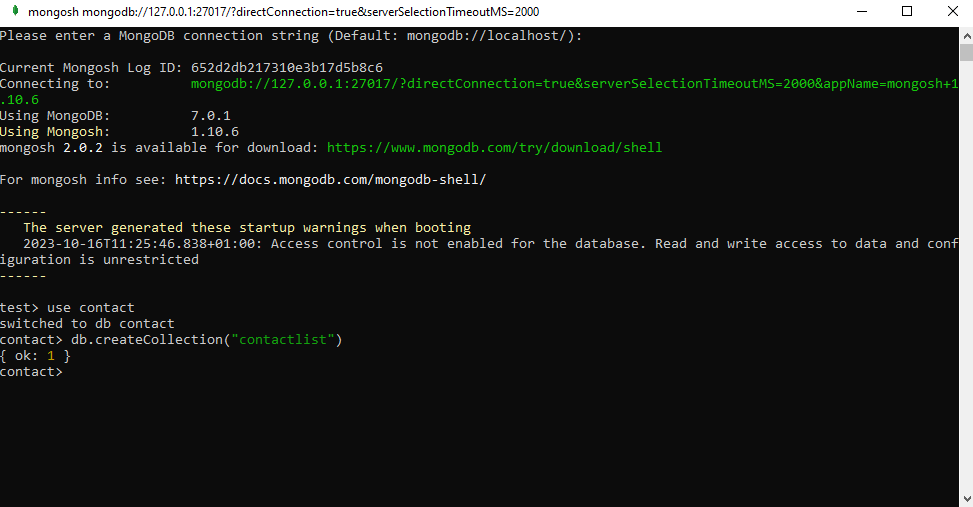 mongosh mongodb://127.0.0.1:27017/?directConnection=true&serverSelectionTimeoutMS=2000
Please enter a MongoDB connection string (Default: mongodb://localhost/):
Current Mongosh Log ID: 652d2db217310e3b17d5b8c6
Connecting to: mongodb://127.0.0.1:27017/?directConnection=true&serverSelectionTimeoutMS=2000&appName=mongosh+1
.10.6
Using MongoDB: 7.0.1
Using Mongosh: 1.10.6
mongosh 2.0.2 is available for download: https://www.mongodb.com/try/download/shell
For mongosh info see: https://docs.mongodb.com/mongodb-shell/
------
The server generated these startup warnings when booting
2023-10-16T11:25:46.838+01:00: Access control is not enabled for the database. Read and write access to data and conf
iguration is unrestricted
------
test> use contact
switched to db contact
contact> db.createCollection("contactlist")
{ ok: 1 }
contact>